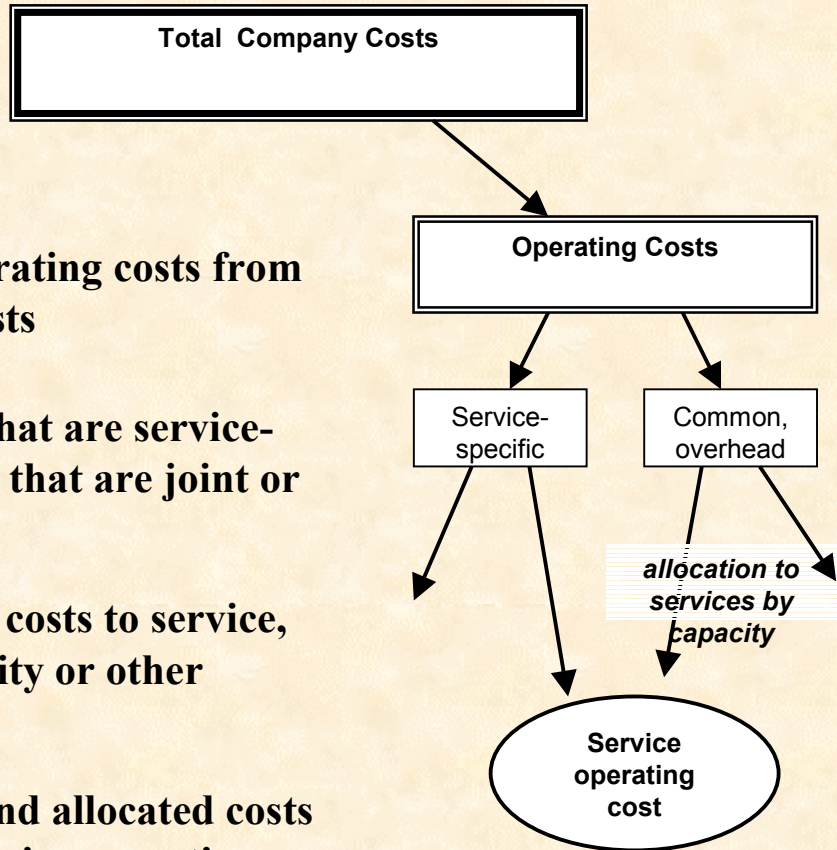 Total Company Costs
Operating Costs
rating costs from
sts
hat are service-
that are joint or
costs to service,
ity or other
nd allocated costs
Service-
specific
Common,
overhead
allocation to
services by
capacity
Service
operating
cost